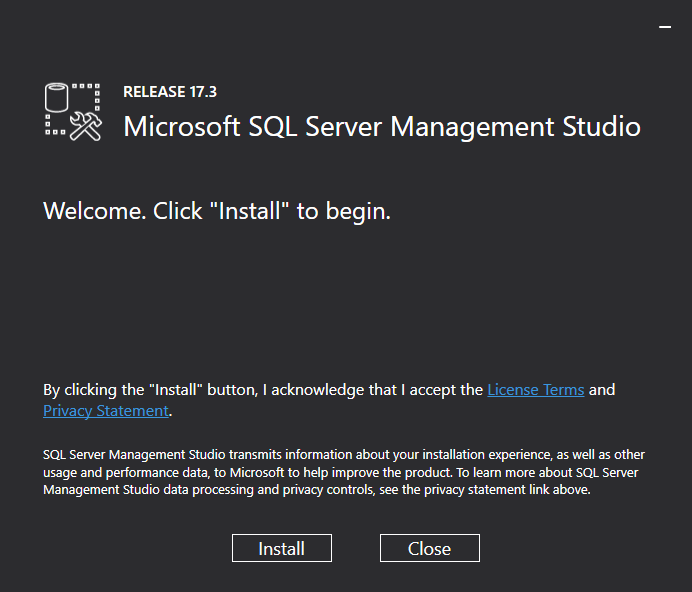 RELEASE 17.3
Microsoft SQL Server Management Studio
Welcome. Click "Install" to begin.
By clicking the "Install" button, I acknowledge that I accept the License Terms and
Privacy Statement.
SQL Server Management Studio transmits information about your installation experience, as well as other
usage and performance data, to Microsoft to help improve the product. To learn more about SQL Server
Management Studio data processing and privacy controls, see the privacy statement link above.
Install
Close